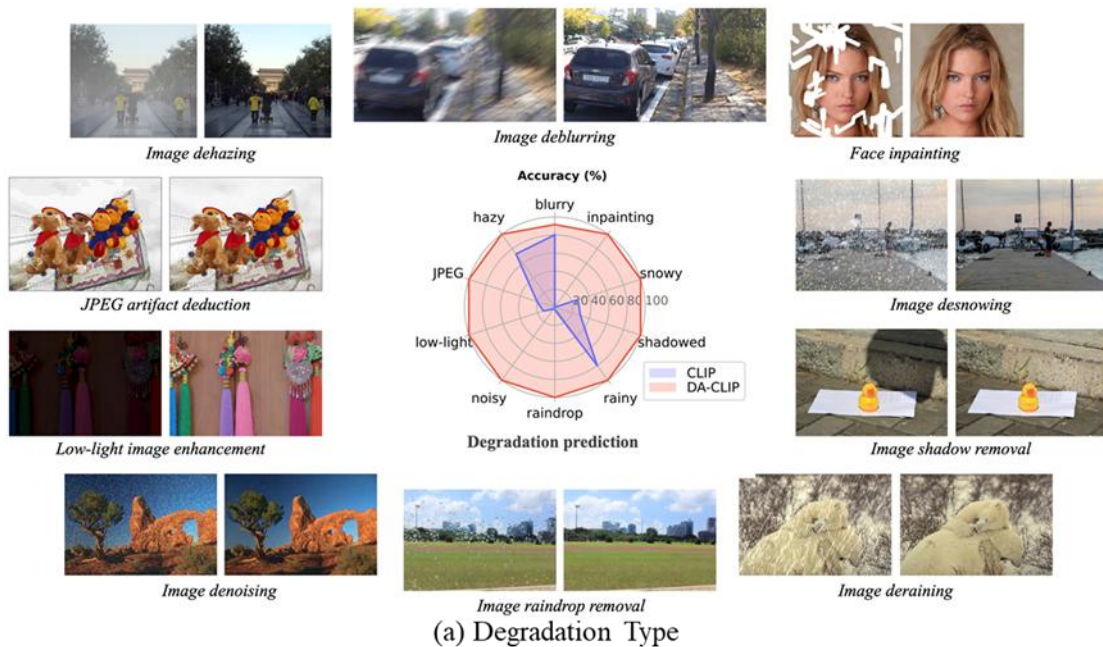 Image dehazing
Image deblurring
Face inpainting
JPEG artifact deduction
Image desnowing
Low-light image enhancement
Image shadow removal
Image denoising
Image raindrop removal
Image deraining
Accuracy (%)
blurry
hazy
inpainting
JPEG
snowy
20 40 60 80 100
low-light
shadowed
noisy
rainy
raindrop
CLIP
DA-CLIP
Degradation prediction
(a) Degradation Type